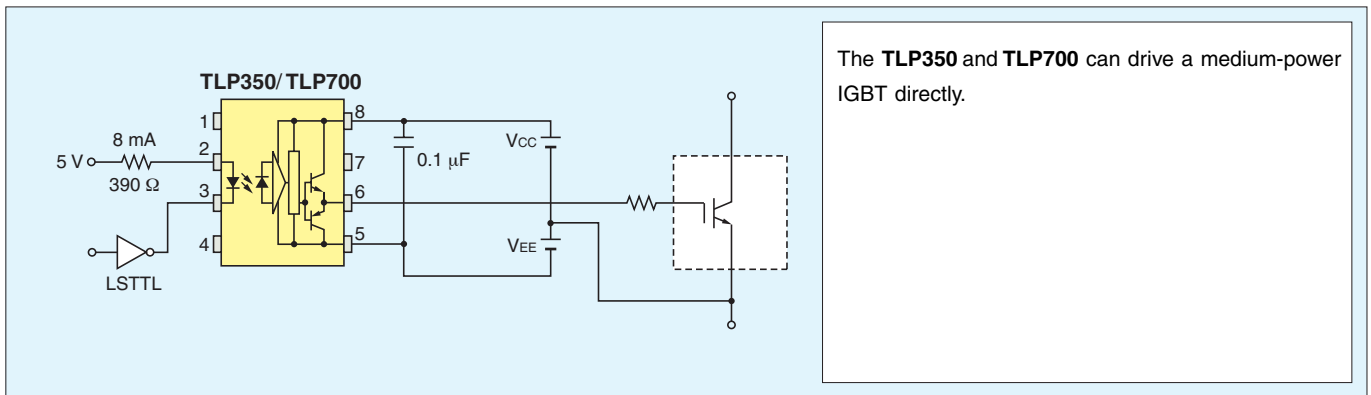 TLP350/ TLP700
8 mA
5 V
390 Ω
LSTTL
1
2
3
4
8
7
6
5
0.1 μF
VCC
VEE
The TLP350 and TLP700 can drive a medium-power
IGBT directly.